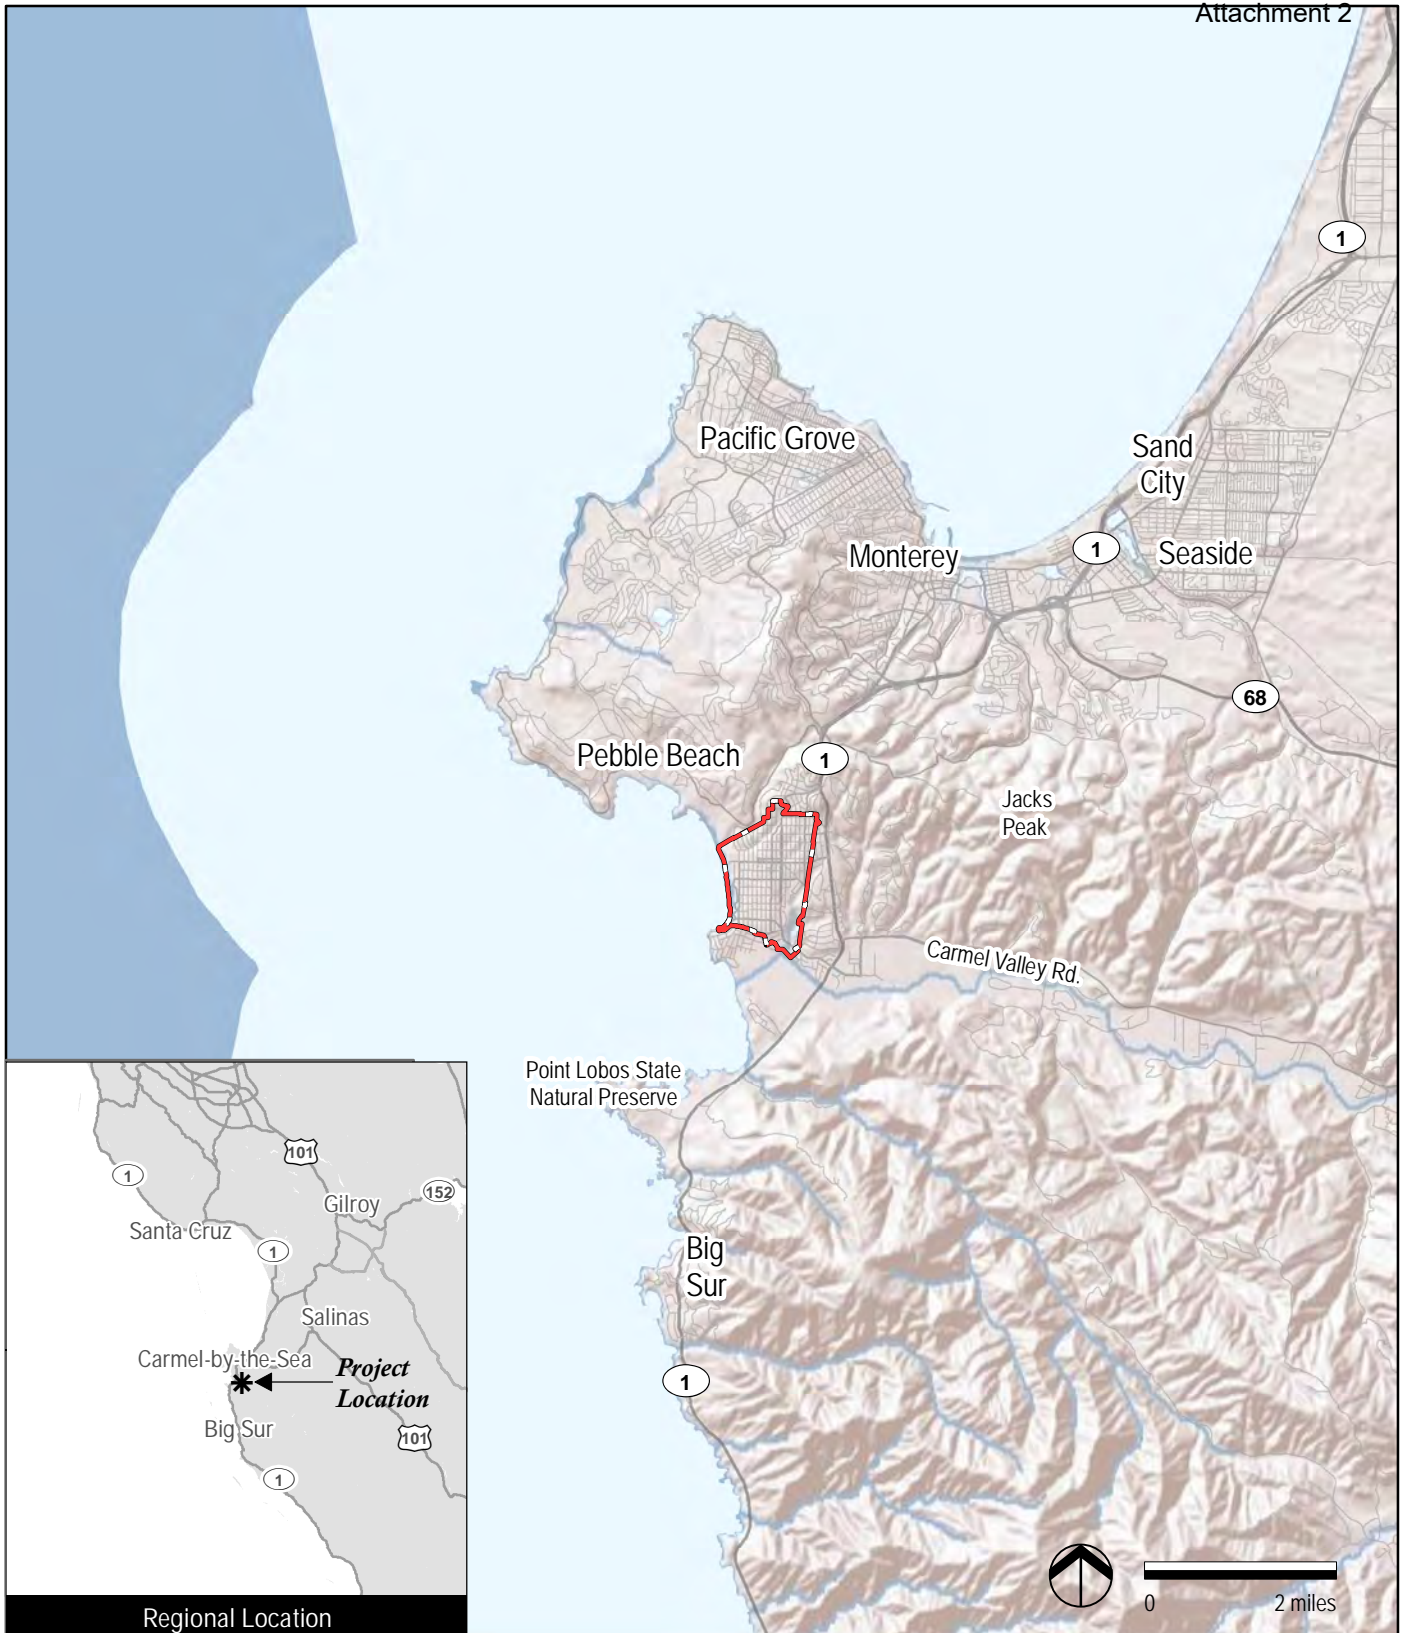 Attachment 2
1
Pacific Grove
Sand
City
Monterey
1
Seaside
68
Pebble Beach
1
Jacks
Peak
Carmel Valley Rd.
Point Lobos State
Natural Preserve
Big
Sur
1
101
1
152
Gilroy
Santa Cruz
1
Salinas
Carmel-by-the-Sea
Project
Location
Big Sur
101
1
Regional Location
0
2 miles